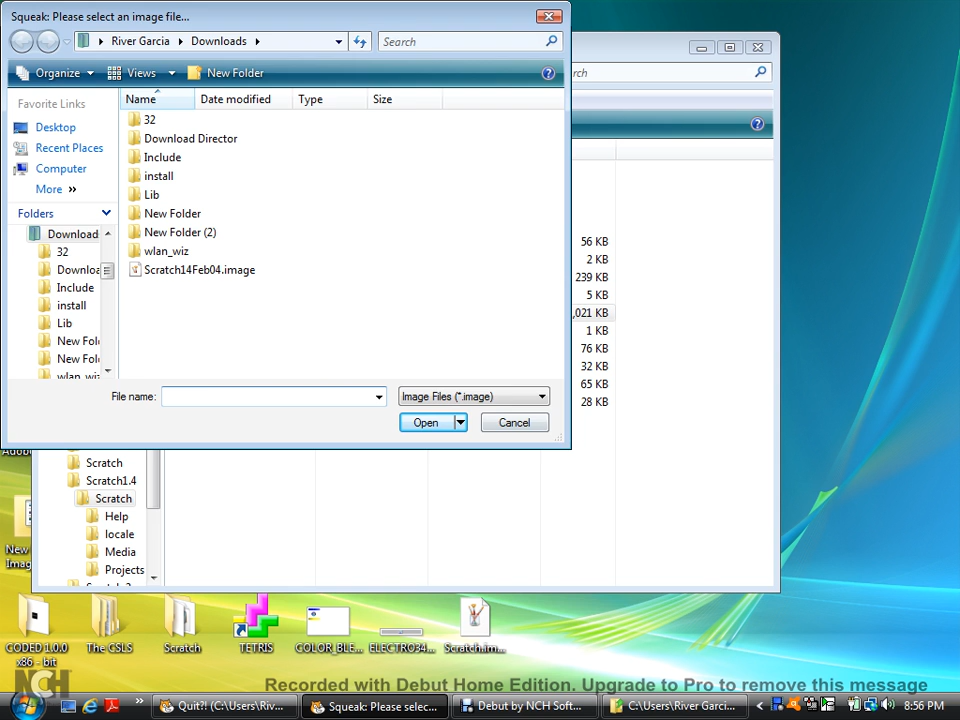 Squeak: Please select an image file...
River Garcia Downloads
Search
Organize Views New Folder
Favorite Links
Desktop
Recent Places
Computer
More »
Folders
Download
32
Downloa
Include
install
Lib
New Fol
New Fol
wlan_wiz
Name Date modified Type Size
32
Download Director
Include
install
Lib
New Folder
New Folder (2)
wlan_wiz
Scratch14Feb04.image
File name:
Image Files (*.image)
Open
Cancel
rch
56 KB
2 KB
239 KB
5 KB
,021 KB
1 KB
76 KB
32 KB
65 KB
28 KB
Scratch
Scratch1.4
Scratch
Help
locale
Media
Projects
Adob
New
Imag
CODED 1.0.0
x86 - bit
The CSLS
Scratch
TETRIS
COLOR_BLE...
ELECTRO34...
Scratch.im...
NCH
Recorded with Debut Home Edition. Upgrade to Pro to remove this message
Quit?! (C:\Users\Riv...
Squeak: Please selec...
Debut by NCH Soft...
C:\Users\River Garci...
8:56 PM